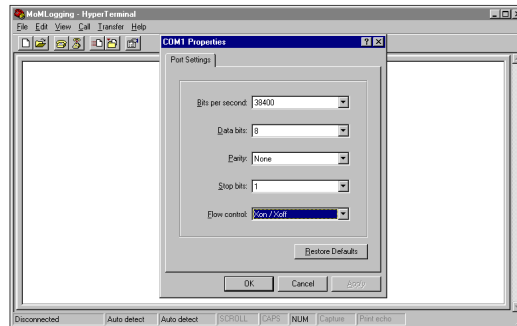 MoMLogging - HyperTerminal
File Edit View Call Transfer Help
COM1 Properties
Port Settings
Bits per second: 38400
Data bits: 8
Parity: None
Stop bits: 1
Flow control: Xon / Xoff
Restore Defaults
OK Cancel Apply
Disconnected Auto detect Auto detect SCROLL CAPS NUM Capture Print echo